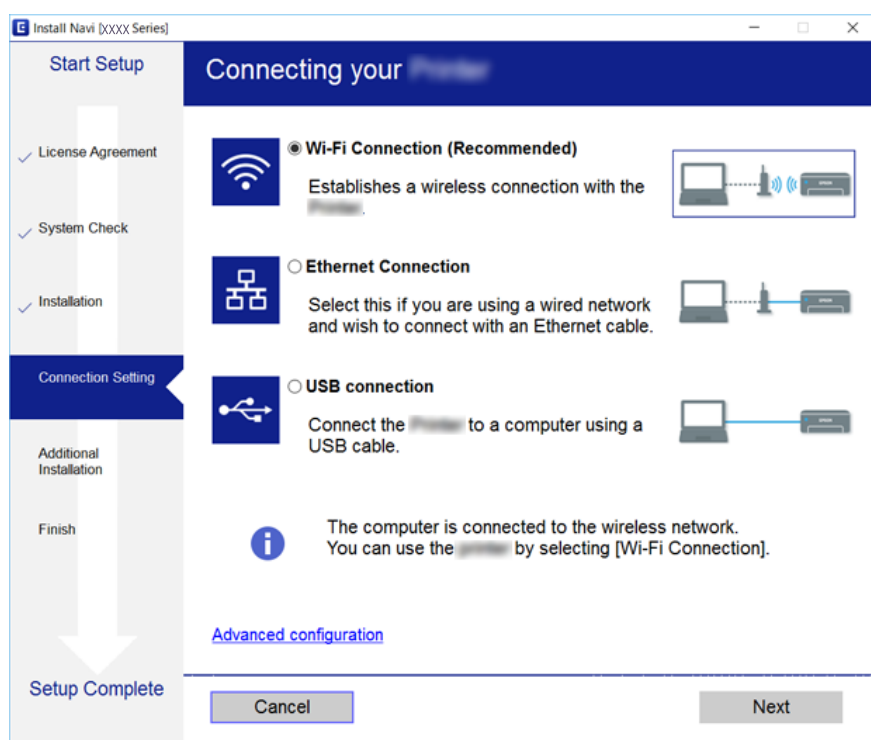 Install Navi [XXXX Series]
Start Setup
License Agreement
System Check
Installation
Connection Setting
Additional
Installation
Finish
Setup Complete
Connecting your
Wi-Fi Connection (Recommended)
Establishes a wireless connection with the
.
Ethernet Connection
Select this if you are using a wired network
and wish to connect with an Ethernet cable.
USB connection
Connect the to a computer using a
USB cable.
The computer is connected to the wireless network.
You can use the by selecting [Wi-Fi Connection].
Advanced configuration
Cancel
Next